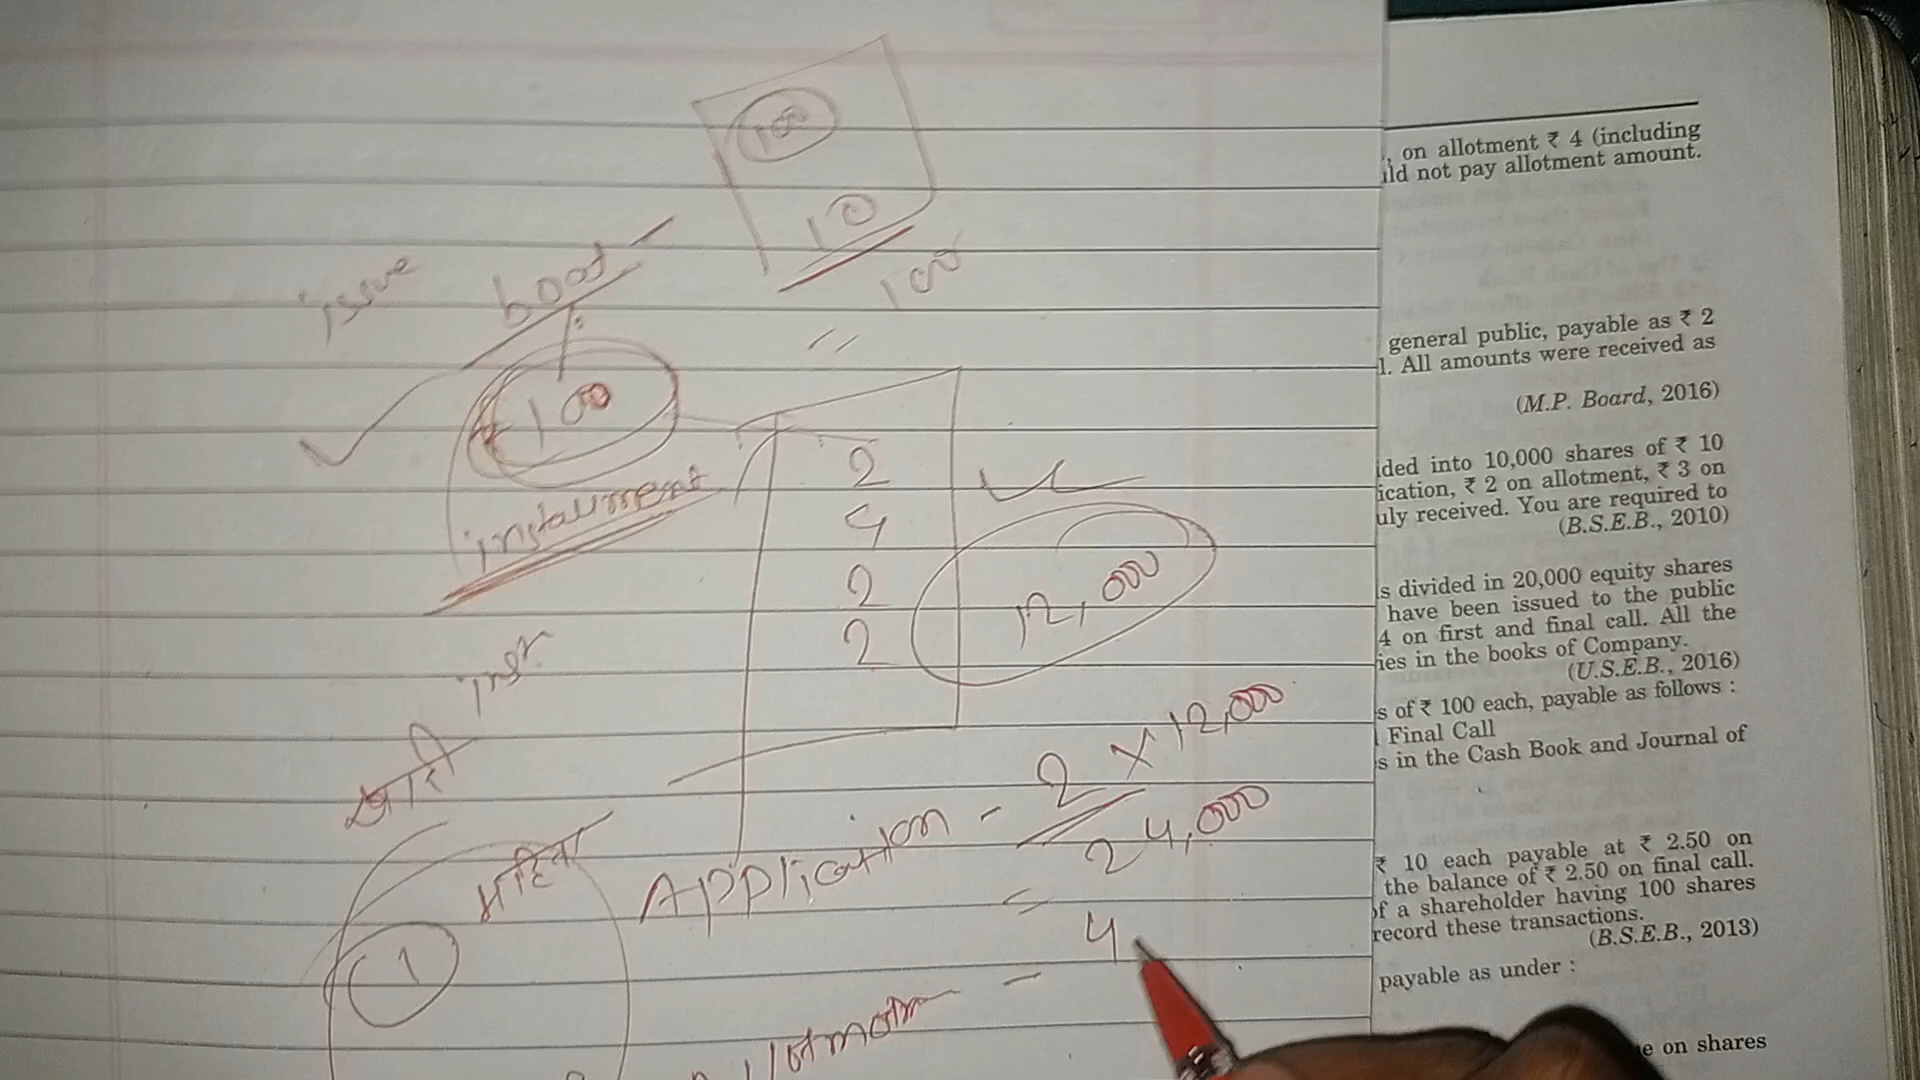 100
10
100
issue
boat
100
installment
2
4
2
2
12,000
inst.
Application - 2 × 12,000
= 24,000
4
1
, on allotment ₹ 4 (including
ld not pay allotment amount.
general public, payable as ₹ 2
l. All amounts were received as
(M.P. Board, 2016)
ded into 10,000 shares of ₹ 10
ication, ₹ 2 on allotment, ₹ 3 on
uly received. You are required to
(B.S.E.B., 2010)
s divided in 20,000 equity shares
have been issued to the public
4 on first and final call. All the
ies in the books of Company.
(U.S.E.B., 2016)
s of ₹ 100 each, payable as follows :
Final Call
s in the Cash Book and Journal of
₹ 10 each payable at ₹ 2.50 on
the balance of ₹ 2.50 on final call.
of a shareholder having 100 shares
record these transactions.
(B.S.E.B., 2013)
payable as under :
e on shares